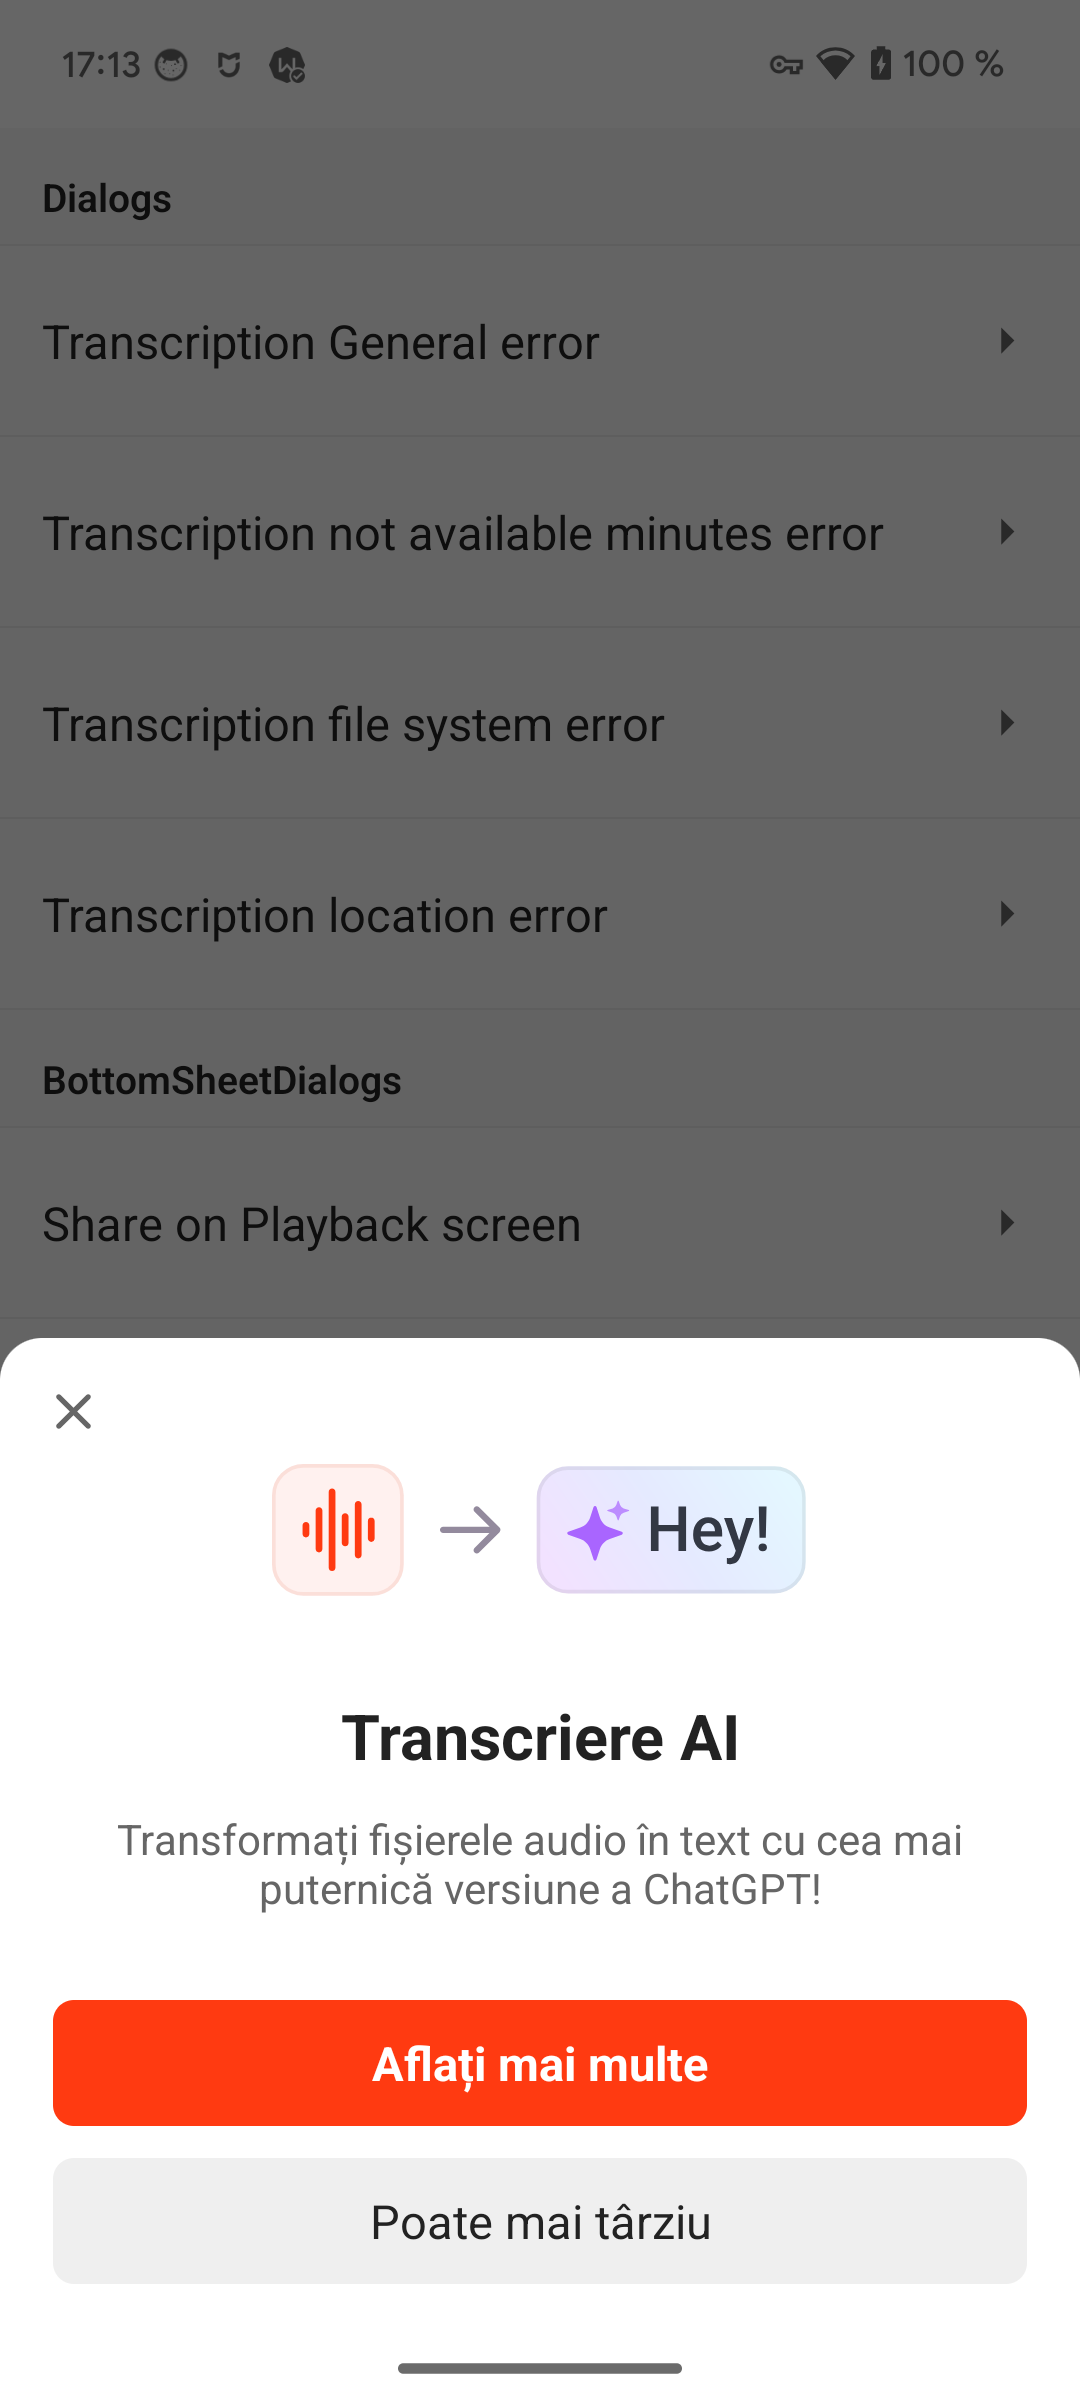 17:13
100 %
Dialogs
Transcription General error
Transcription not available minutes error
Transcription file system error
Transcription location error
BottomSheetDialogs
Share on Playback screen
Hey!
Transcriere AI
Transformați fișierele audio în text cu cea mai
puternică versiune a ChatGPT!
Aflați mai multe
Poate mai târziu